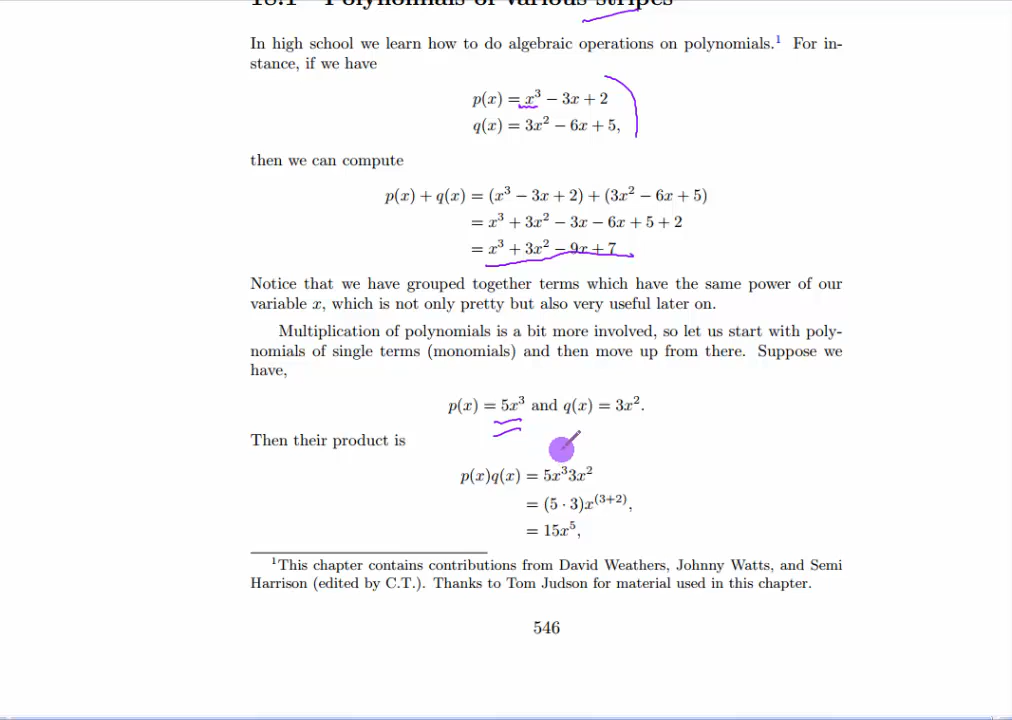 18.1 Polynomials of various stripes
In high school we learn how to do algebraic operations on polynomials.¹ For in-
stance, if we have
p(x) = x³ − 3x + 2
q(x) = 3x² − 6x + 5,
then we can compute
p(x) + q(x) = (x³ − 3x + 2) + (3x² − 6x + 5)
= x³ + 3x² − 3x − 6x + 5 + 2
= x³ + 3x² − 9x + 7
Notice that we have grouped together terms which have the same power of our
variable x, which is not only pretty but also very useful later on.
Multiplication of polynomials is a bit more involved, so let us start with poly-
nomials of single terms (monomials) and then move up from there. Suppose we
have,
p(x) = 5x³ and q(x) = 3x².
Then their product is
p(x)q(x) = 5x³3x²
= (5 · 3)x⁽³⁺²⁾,
= 15x⁵,
¹This chapter contains contributions from David Weathers, Johnny Watts, and Semi
Harrison (edited by C.T.). Thanks to Tom Judson for material used in this chapter.
546